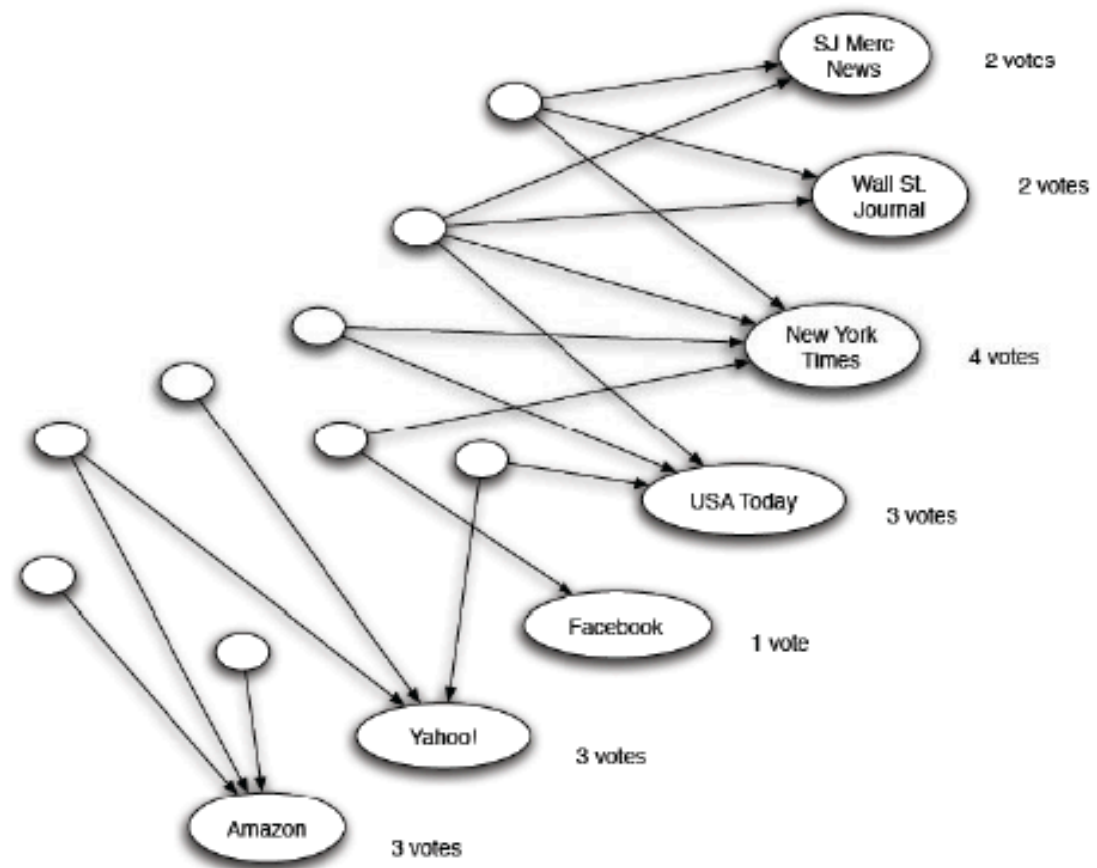 SJ Merc
News
2 votes
Wall St.
Journal
2 votes
New York
Times
4 votes
USA Today
3 votes
Facebook
1 vote
Yahoo!
3 votes
Amazon
3 votes